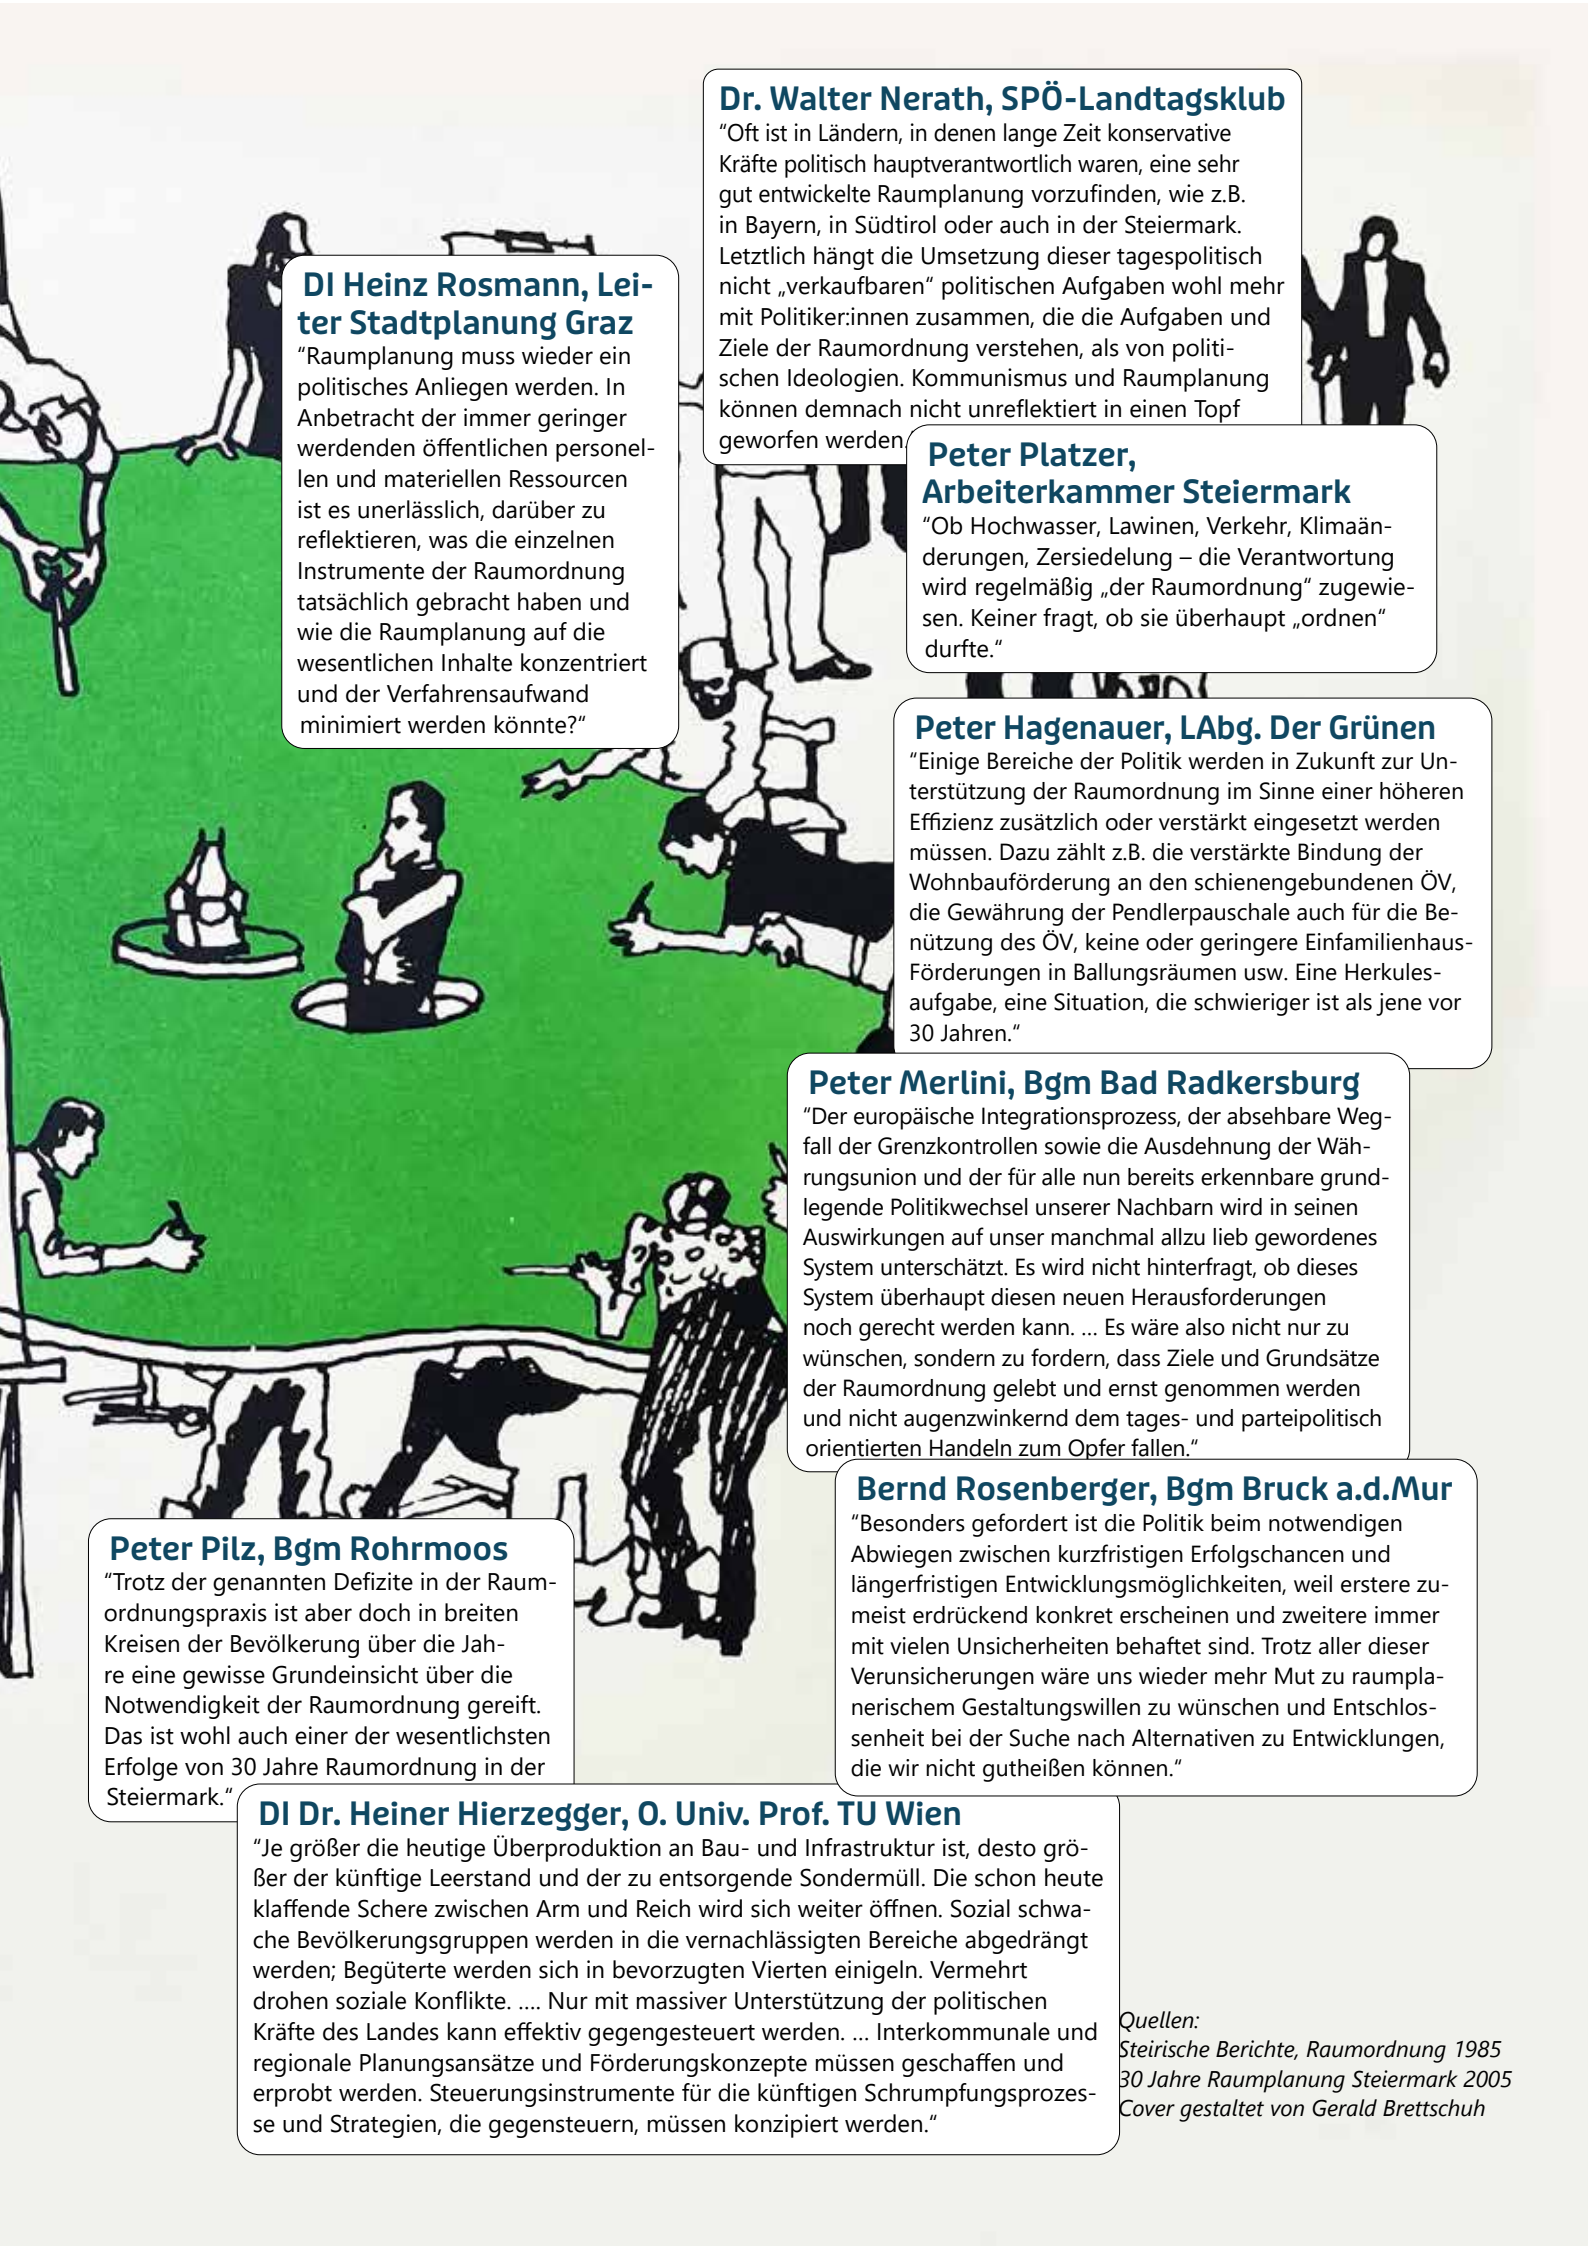 Dr. Walter Nerath, SPÖ-Landtagsklub
“Oft ist in Ländern, in denen lange Zeit konservative
Kräfte politisch hauptverantwortlich waren, eine sehr
gut entwickelte Raumplanung vorzufinden, wie z.B.
in Bayern, in Südtirol oder auch in der Steiermark.
Letztlich hängt die Umsetzung dieser tagespolitisch
nicht „verkaufbaren“ politischen Aufgaben wohl mehr
mit Politiker:innen zusammen, die die Aufgaben und
Ziele der Raumordnung verstehen, als von politi-
schen Ideologien. Kommunismus und Raumplanung
können demnach nicht unreflektiert in einen Topf
geworfen werden.
DI Heinz Rosmann, Lei-
ter Stadtplanung Graz
“Raumplanung muss wieder ein
politisches Anliegen werden. In
Anbetracht der immer geringer
werdenden öffentlichen personel-
len und materiellen Ressourcen
ist es unerlässlich, darüber zu
reflektieren, was die einzelnen
Instrumente der Raumordnung
tatsächlich gebracht haben und
wie die Raumplanung auf die
wesentlichen Inhalte konzentriert
und der Verfahrensaufwand
minimiert werden könnte?“
Peter Platzer,
Arbeiterkammer Steiermark
“Ob Hochwasser, Lawinen, Verkehr, Klimaän-
derungen, Zersiedelung – die Verantwortung
wird regelmäßig „der Raumordnung“ zugewie-
sen. Keiner fragt, ob sie überhaupt „ordnen“
durfte.“
Peter Hagenauer, LAbg. Der Grünen
“Einige Bereiche der Politik werden in Zukunft zur Un-
terstützung der Raumordnung im Sinne einer höheren
Effizienz zusätzlich oder verstärkt eingesetzt werden
müssen. Dazu zählt z.B. die verstärkte Bindung der
Wohnbauförderung an den schienengebundenen ÖV,
die Gewährung der Pendlerpauschale auch für die Be-
nützung des ÖV, keine oder geringere Einfamilienhaus-
Förderungen in Ballungsräumen usw. Eine Herkules-
aufgabe, eine Situation, die schwieriger ist als jene vor
30 Jahren.“
Peter Merlini, Bgm Bad Radkersburg
“Der europäische Integrationsprozess, der absehbare Weg-
fall der Grenzkontrollen sowie die Ausdehnung der Wäh-
rungsunion und der für alle nun bereits erkennbare grund-
legende Politikwechsel unserer Nachbarn wird in seinen
Auswirkungen auf unser manchmal allzu lieb gewordenes
System unterschätzt. Es wird nicht hinterfragt, ob dieses
System überhaupt diesen neuen Herausforderungen
noch gerecht werden kann. ... Es wäre also nicht nur zu
wünschen, sondern zu fordern, dass Ziele und Grundsätze
der Raumordnung gelebt und ernst genommen werden
und nicht augenzwinkernd dem tages- und parteipolitisch
orientierten Handeln zum Opfer fallen.“
Bernd Rosenberger, Bgm Bruck a.d.Mur
“Besonders gefordert ist die Politik beim notwendigen
Abwiegen zwischen kurzfristigen Erfolgschancen und
längerfristigen Entwicklungsmöglichkeiten, weil erstere zu-
meist erdrückend konkret erscheinen und zweitere immer
mit vielen Unsicherheiten behaftet sind. Trotz aller dieser
Verunsicherungen wäre uns wieder mehr Mut zu raumpla-
nerischem Gestaltungswillen zu wünschen und Entschlos-
senheit bei der Suche nach Alternativen zu Entwicklungen,
die wir nicht gutheißen können.“
Peter Pilz, Bgm Rohrmoos
“Trotz der genannten Defizite in der Raum-
ordnungspraxis ist aber doch in breiten
Kreisen der Bevölkerung über die Jah-
re eine gewisse Grundeinsicht über die
Notwendigkeit der Raumordnung gereift.
Das ist wohl auch einer der wesentlichsten
Erfolge von 30 Jahre Raumordnung in der
Steiermark.“
DI Dr. Heiner Hierzegger, O. Univ. Prof. TU Wien
“Je größer die heutige Überproduktion an Bau- und Infrastruktur ist, desto grö-
ßer der künftige Leerstand und der zu entsorgende Sondermüll. Die schon heute
klaffende Schere zwischen Arm und Reich wird sich weiter öffnen. Sozial schwa-
che Bevölkerungsgruppen werden in die vernachlässigten Bereiche abgedrängt
werden; Begüterte werden sich in bevorzugten Vierten einigeln. Vermehrt
drohen soziale Konflikte. .... Nur mit massiver Unterstützung der politischen
Kräfte des Landes kann effektiv gegengesteuert werden. ... Interkommunale und
regionale Planungsansätze und Förderungskonzepte müssen geschaffen und
erprobt werden. Steuerungsinstrumente für die künftigen Schrumpfungsprozes-
se und Strategien, die gegensteuern, müssen konzipiert werden.“
Quellen:
Steirische Berichte, Raumordnung 1985
30 Jahre Raumplanung Steiermark 2005
Cover gestaltet von Gerald Brettschuh